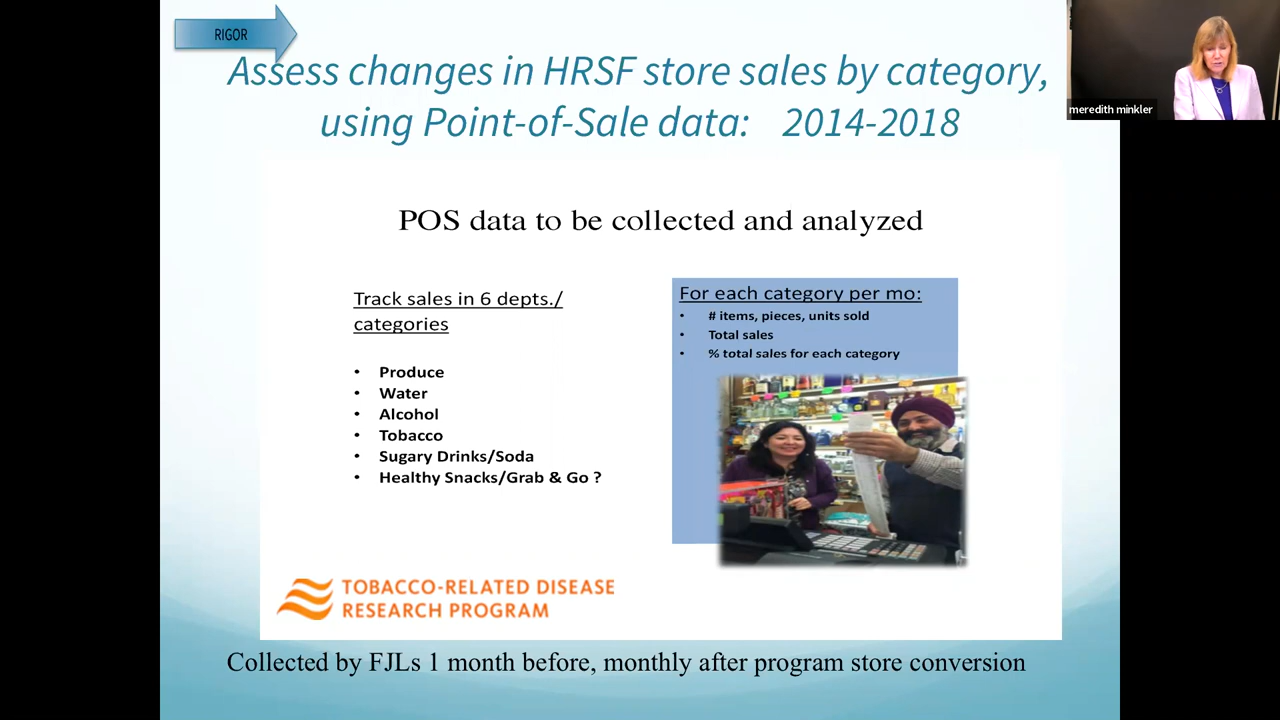 RIGOR
Assess changes in HRSF store sales by category,
using Point-of-Sale data: 2014-2018
meredith minkler
POS data to be collected and analyzed
Track sales in 6 depts./
categories
• Produce
• Water
• Alcohol
• Tobacco
• Sugary Drinks/Soda
• Healthy Snacks/Grab & Go ?
For each category per mo:
• # items, pieces, units sold
• Total sales
• % total sales for each category
TOBACCO-RELATED DISEASE
RESEARCH PROGRAM
Collected by FJLs 1 month before, monthly after program store conversion